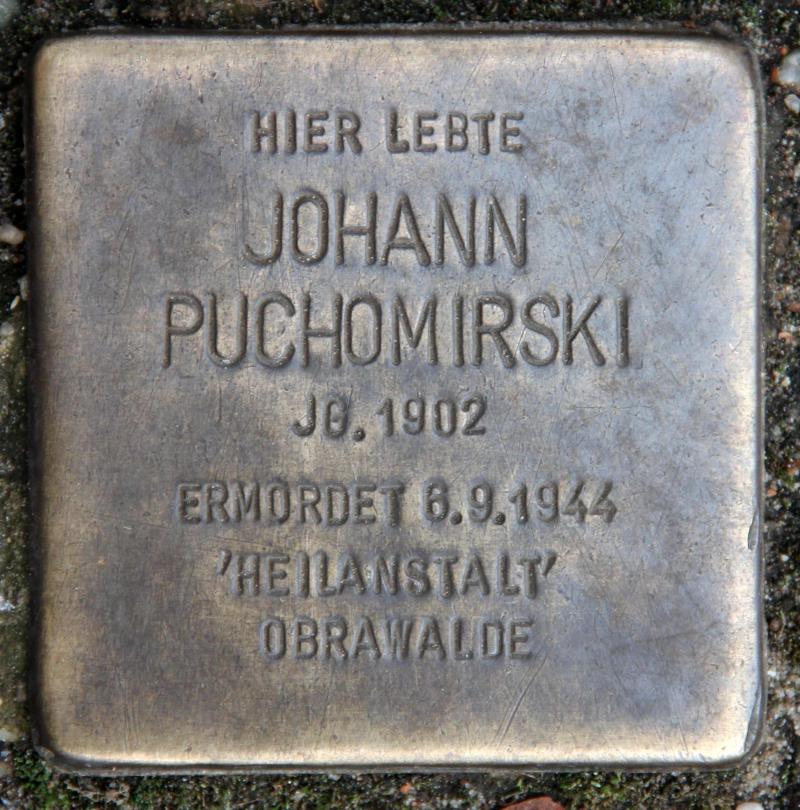 HIER LEBTE
JOHANN
PUCHOMIRSKI
JG. 1902
ERMORDET 6.9.1944
'HEILANSTALT'
OBRAWALDE